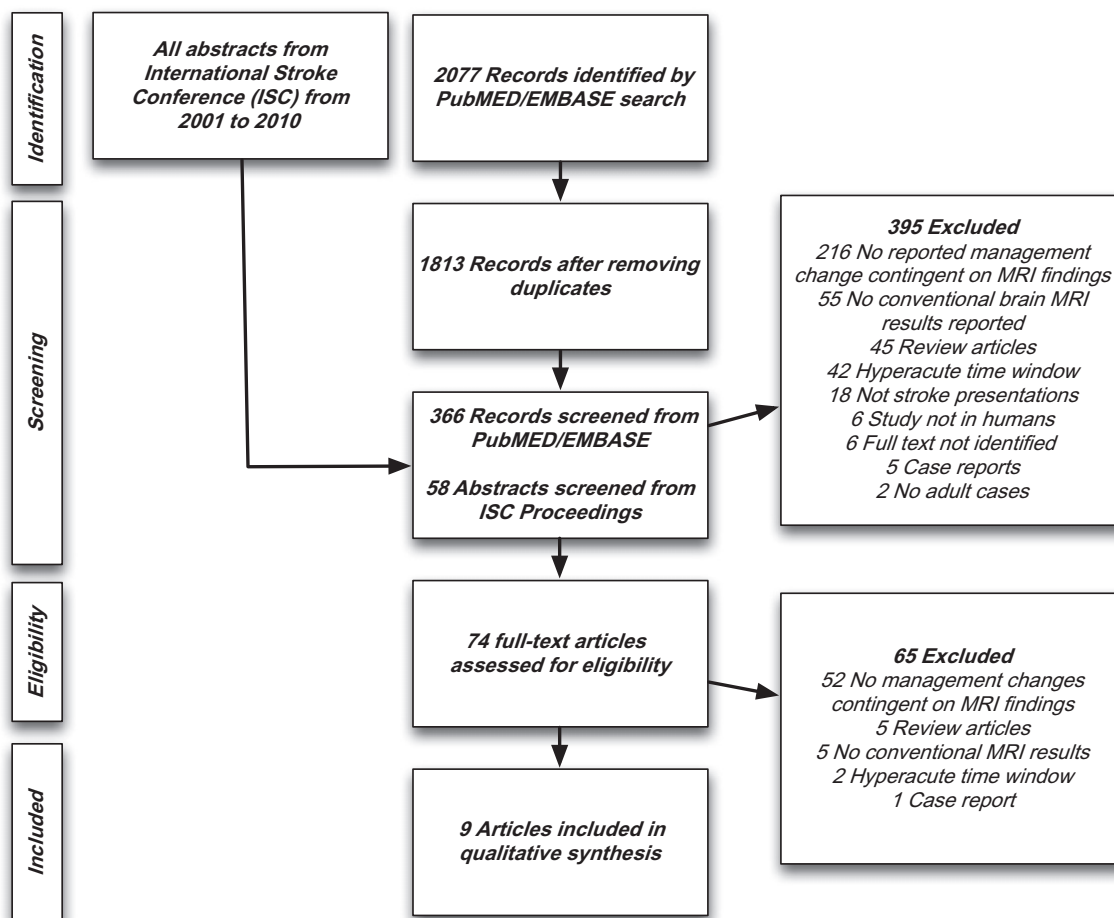 Identification
All abstracts from
International Stroke
Conference (ISC) from
2001 to 2010
2077 Records identified by
PubMED/EMBASE search
Screening
1813 Records after removing
duplicates
395 Excluded
216 No reported management
change contingent on MRI findings
55 No conventional brain MRI
results reported
45 Review articles
42 Hyperacute time window
18 Not stroke presentations
6 Study not in humans
6 Full text not identified
5 Case reports
2 No adult cases
366 Records screened from
PubMED/EMBASE
58 Abstracts screened from
ISC Proceedings
Eligibility
74 full-text articles
assessed for eligibility
65 Excluded
52 No management changes
contingent on MRI findings
5 Review articles
5 No conventional MRI results
2 Hyperacute time window
1 Case report
Included
9 Articles included in
qualitative synthesis